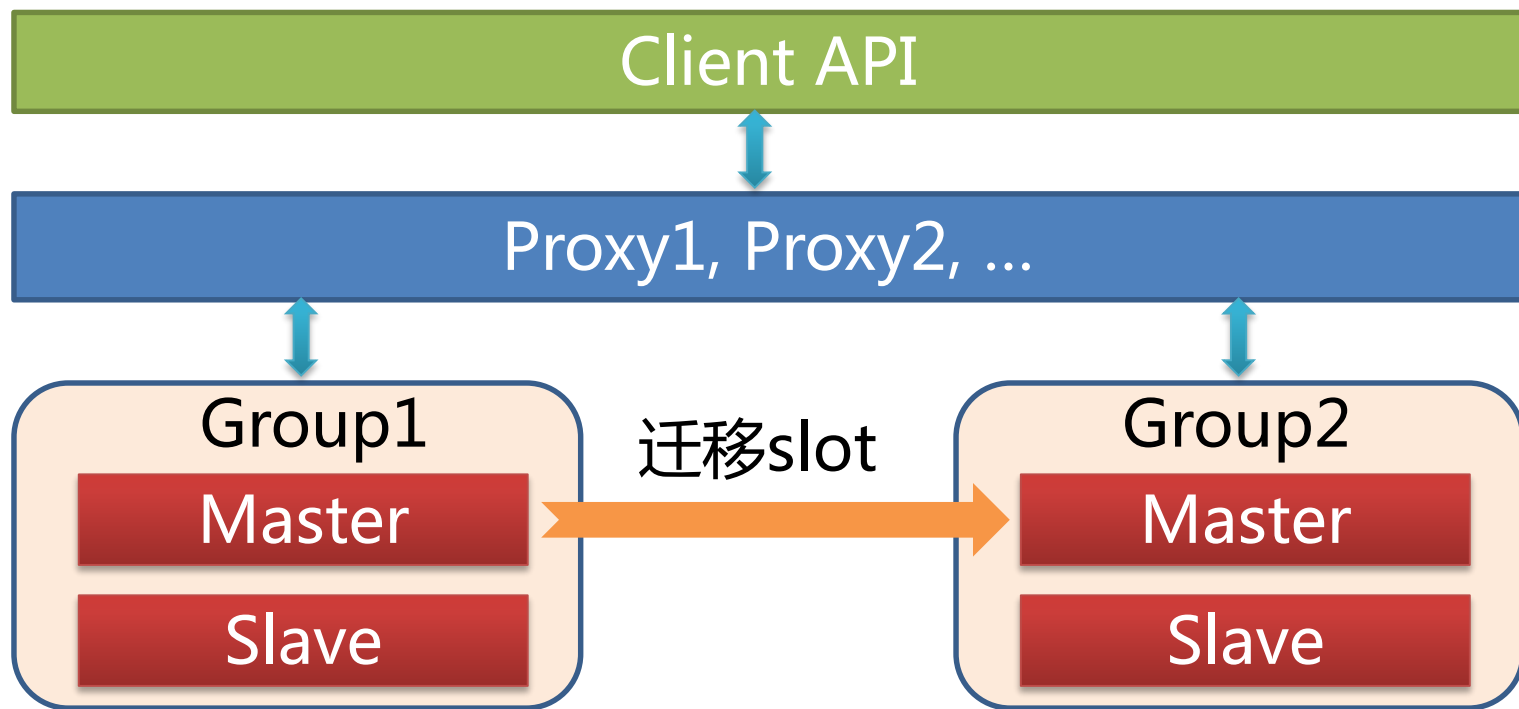 Client API
Proxy1, Proxy2, ...
Group1
迁移slot
Group2
Master
Master
Slave
Slave